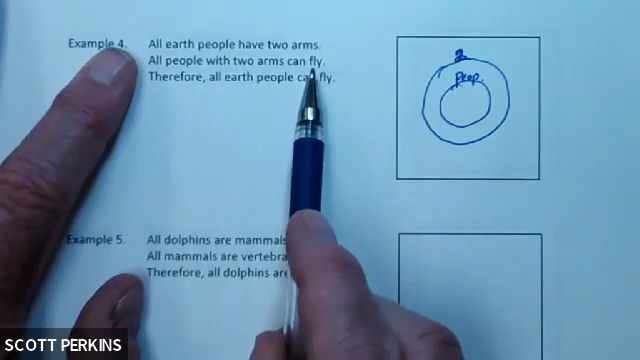 Example 4. All earth people have two arms.
All people with two arms can fly.
Therefore, all earth people can fly.
2
peop.
Example 5. All dolphins are mammals
All mammals are vertebra
Therefore, all dolphins are
SCOTT PERKINS